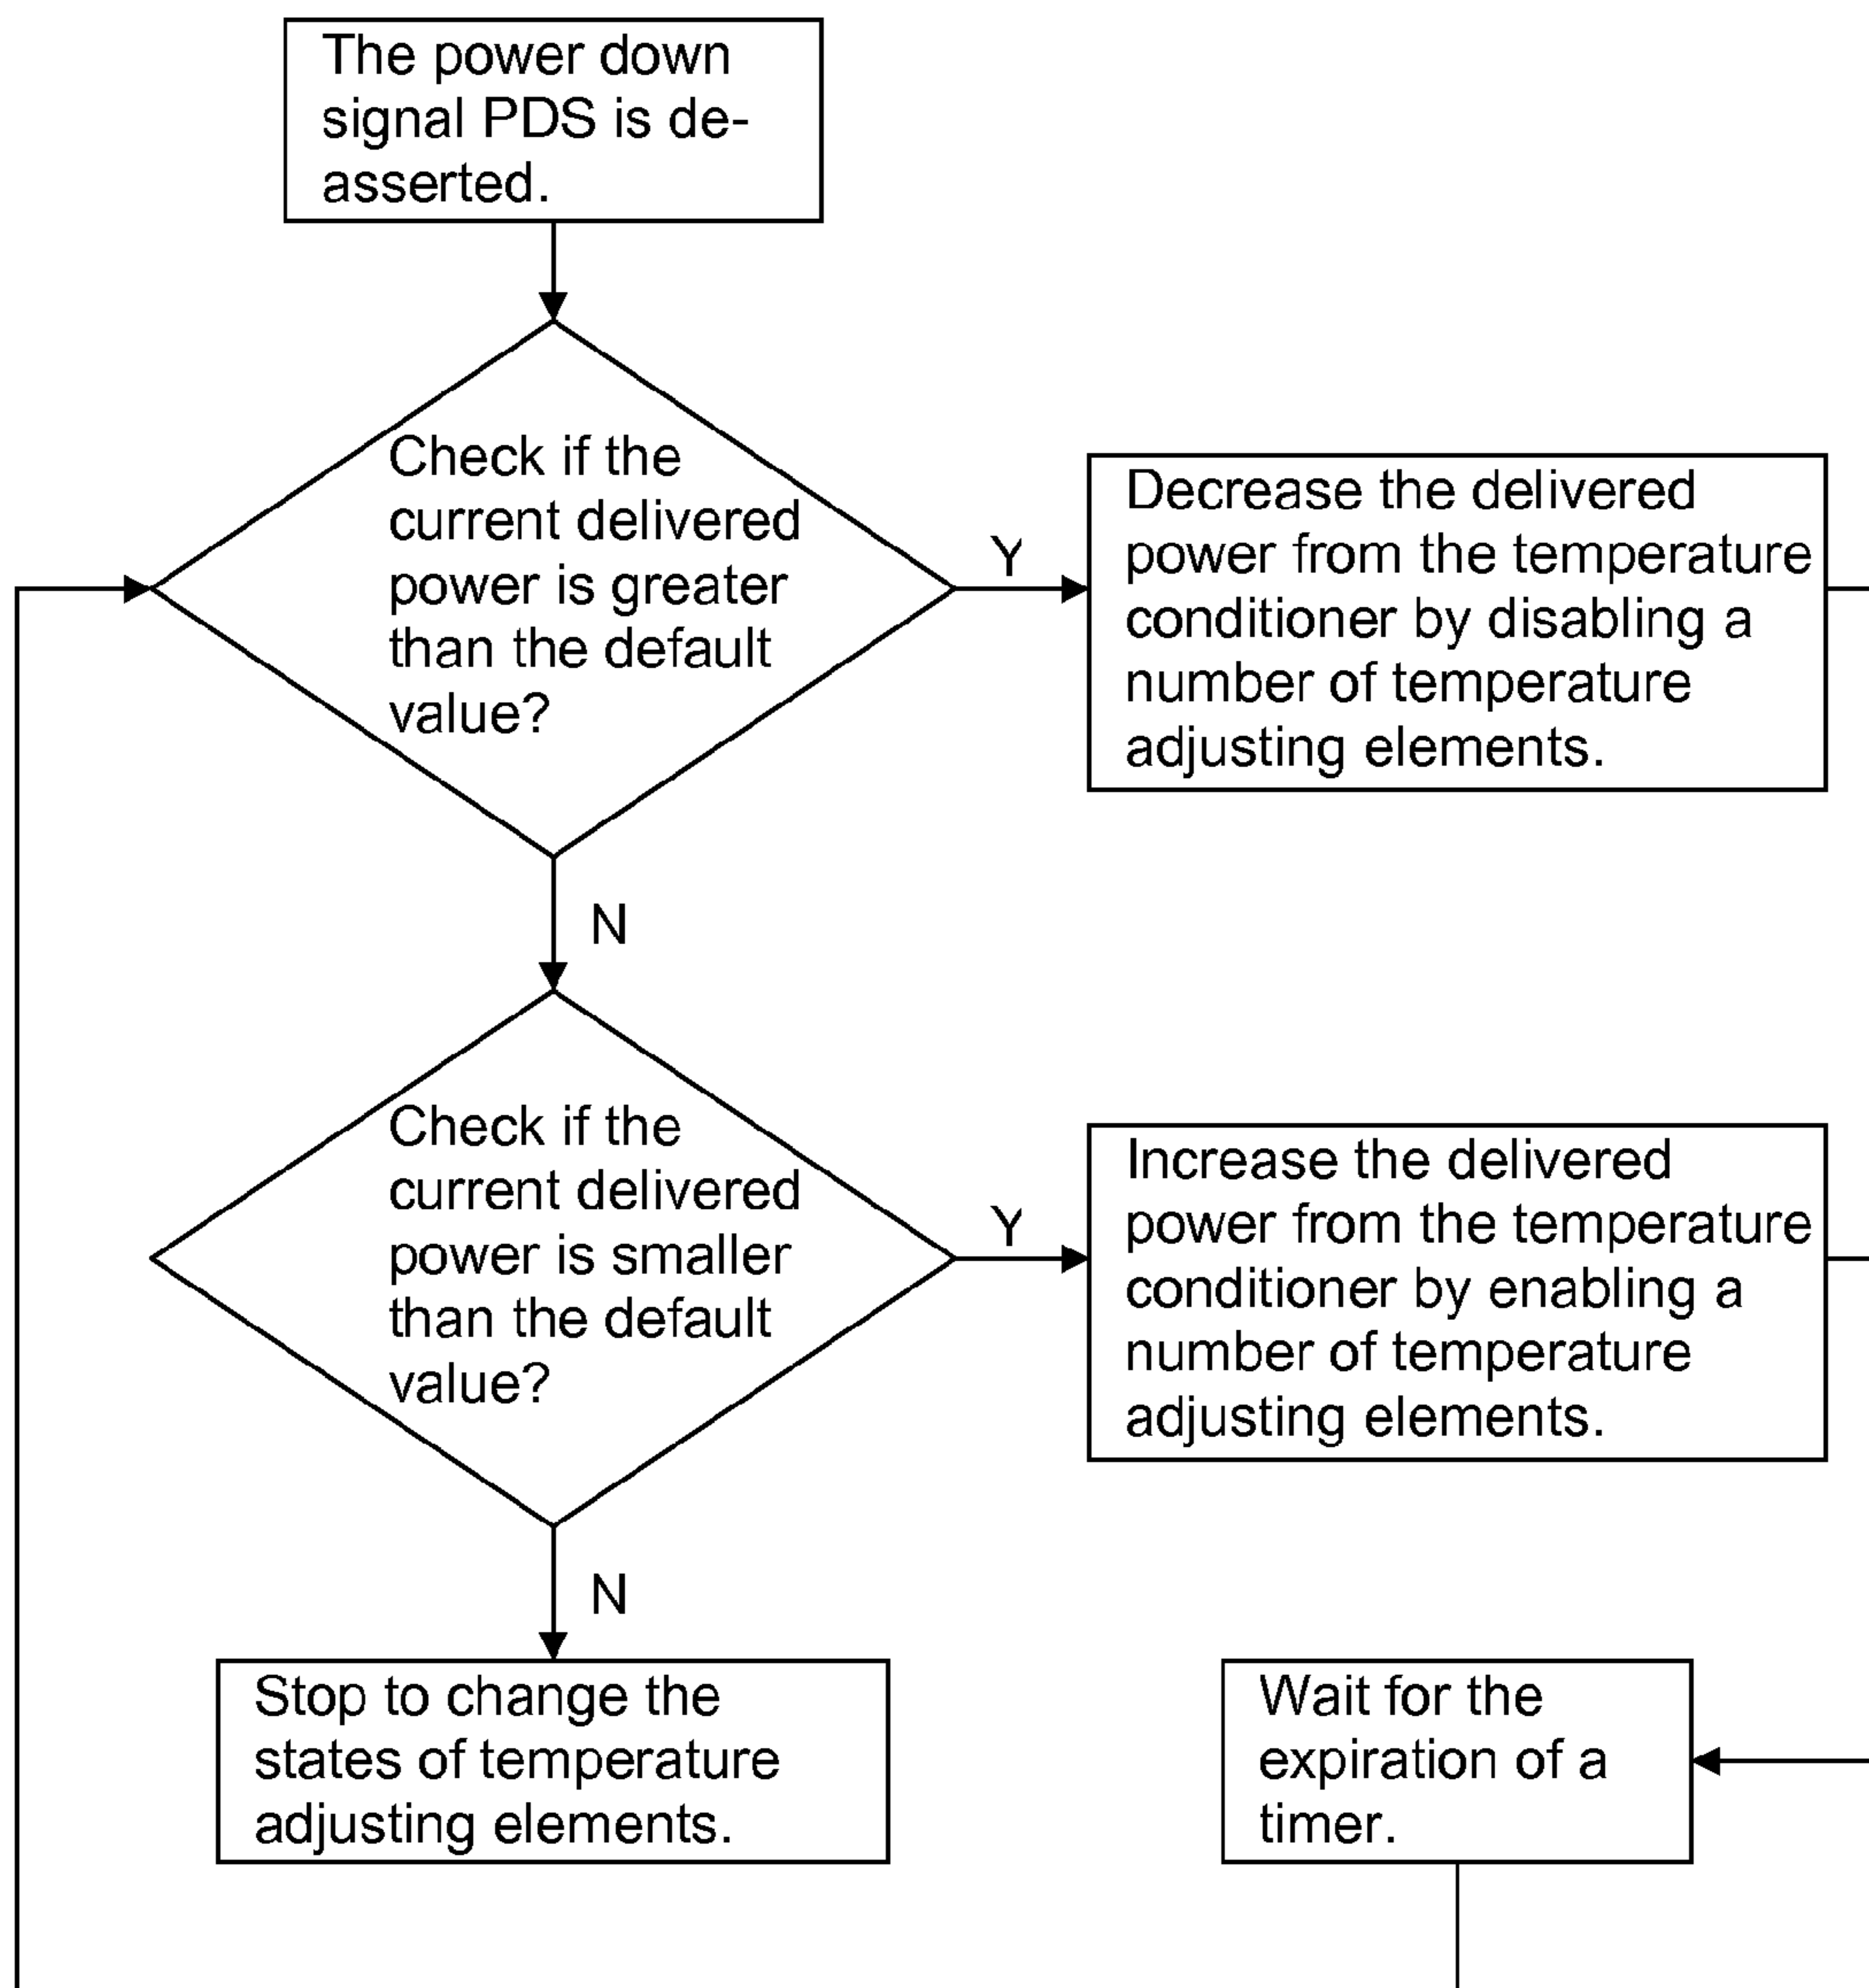 The power down
signal PDS is de-
asserted.
Check if the
current delivered
power is greater
than the default
value?
Y
Decrease the delivered
power from the temperature
conditioner by disabling a
number of temperature
adjusting elements.
N
Check if the
current delivered
power is smaller
than the default
value?
Y
Increase the delivered
power from the temperature
conditioner by enabling a
number of temperature
adjusting elements.
N
Stop to change the
states of temperature
adjusting elements.
Wait for the
expiration of a
timer.